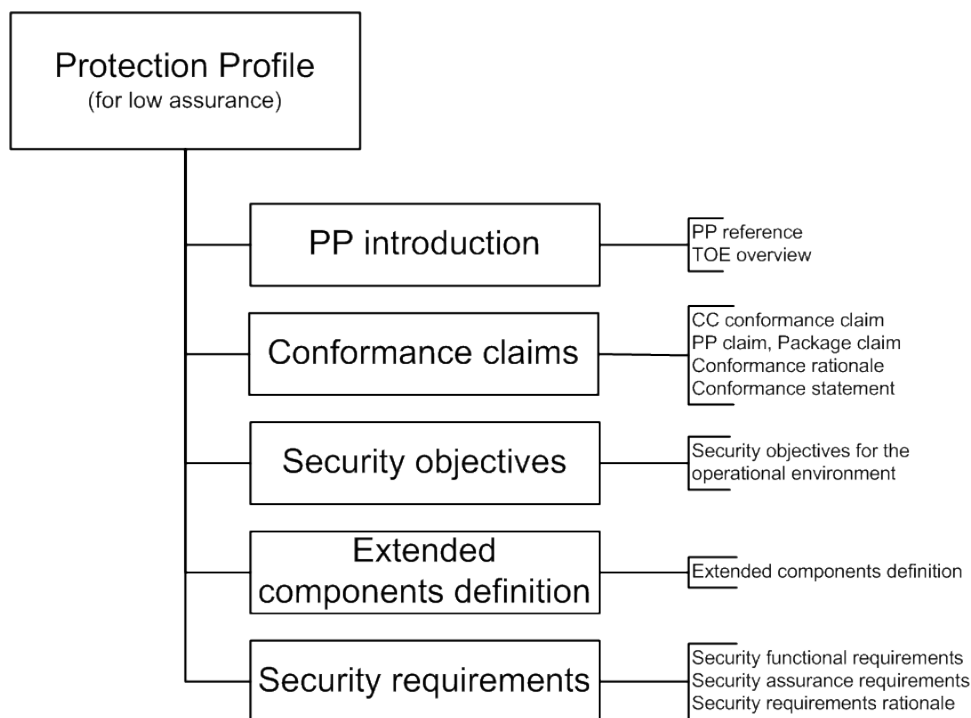 Protection Profile
(for low assurance)
PP introduction
PP reference
TOE overview
Conformance claims
CC conformance claim
PP claim, Package claim
Conformance rationale
Conformance statement
Security objectives
Security objectives for the
operational environment
Extended
components definition
Extended components definition
Security requirements
Security functional requirements
Security assurance requirements
Security requirements rationale